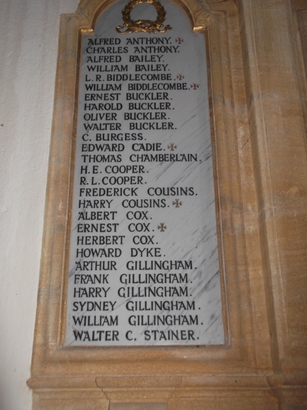 ALFRED ANTHONY. ✠
CHARLES ANTHONY.
ALFRED BAILEY.
WILLIAM BAILEY.
L.R. BIDDLECOMBE. ✠
WILLIAM BIDDLECOMBE. ✠
ERNEST BUCKLER.
HAROLD BUCKLER.
OLIVER BUCKLER.
WALTER BUCKLER.
C. BURGESS.
EDWARD CADIE. ✠
THOMAS CHAMBERLAIN.
H.E. COOPER.
R.L. COOPER.
FREDERICK COUSINS.
HARRY COUSINS. ✠
ALBERT COX.
ERNEST COX. ✠
HERBERT COX.
HOWARD DYKE.
ARTHUR GILLINGHAM.
FRANK GILLINGHAM.
HARRY GILLINGHAM.
SYDNEY GILLINGHAM.
WILLIAM GILLINGHAM.
WALTER C. STAINER.